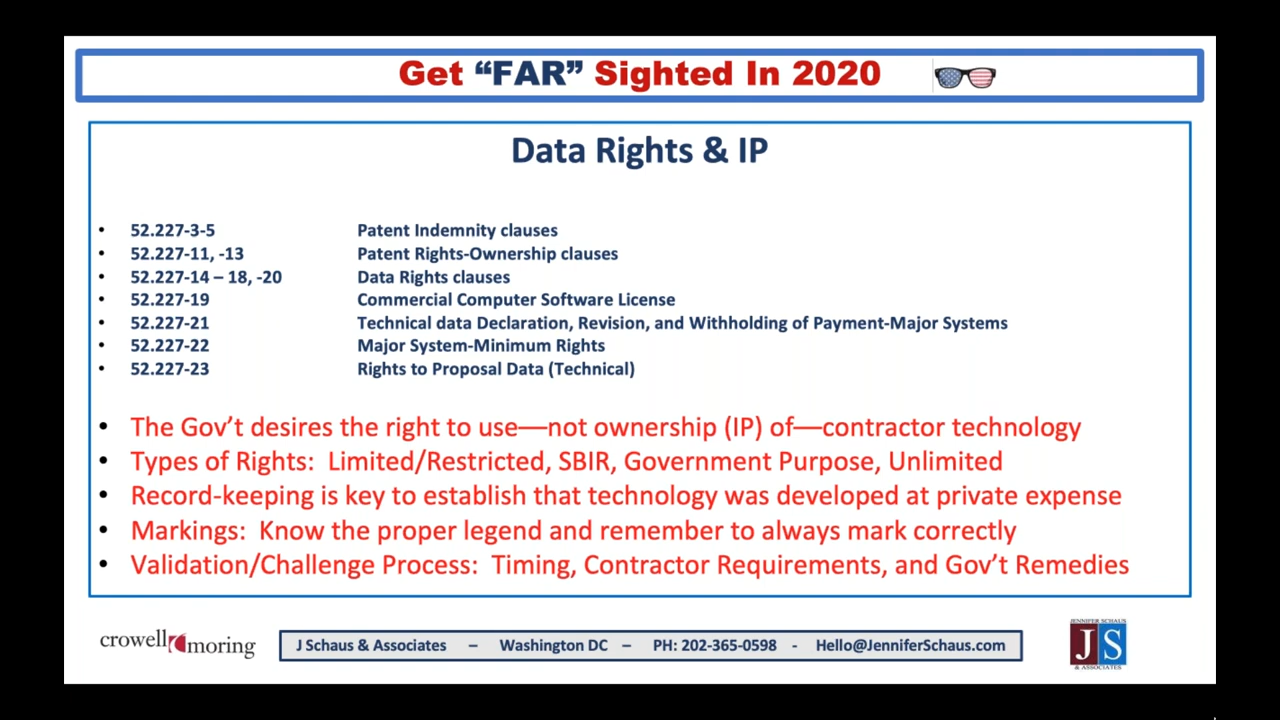 Get “FAR” Sighted In 2020
Data Rights & IP
• 52.227-3-5 Patent Indemnity clauses
• 52.227-11, -13 Patent Rights-Ownership clauses
• 52.227-14 – 18, -20 Data Rights clauses
• 52.227-19 Commercial Computer Software License
• 52.227-21 Technical data Declaration, Revision, and Withholding of Payment-Major Systems
• 52.227-22 Major System-Minimum Rights
• 52.227-23 Rights to Proposal Data (Technical)
• The Gov’t desires the right to use—not ownership (IP) of—contractor technology
• Types of Rights: Limited/Restricted, SBIR, Government Purpose, Unlimited
• Record-keeping is key to establish that technology was developed at private expense
• Markings: Know the proper legend and remember to always mark correctly
• Validation/Challenge Process: Timing, Contractor Requirements, and Gov’t Remedies
crowell moring
J Schaus & Associates – Washington DC – PH: 202-365-0598 - Hello@JenniferSchaus.com
JENNIFER SCHAUS
JS
& ASSOCIATES